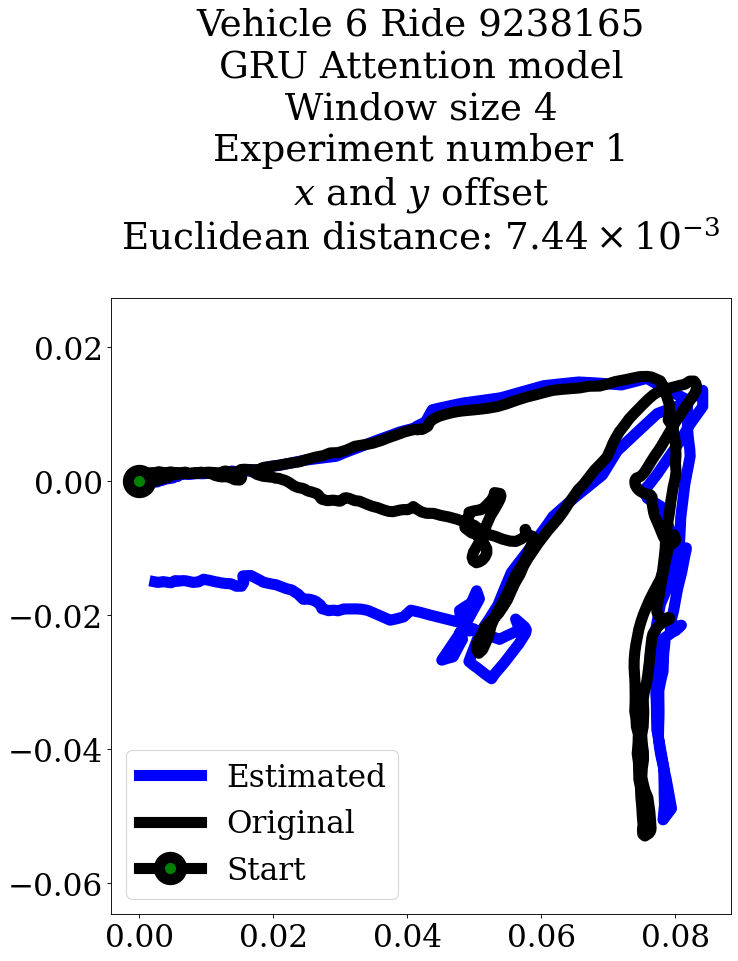 Vehicle 6 Ride 9238165
GRU Attention model
Window size 4
Experiment number 1
x and y offset
Euclidean distance: 7.44 × 10⁻³
0.02
0.00
−0.02
−0.04
−0.06
Estimated
Original
Start
0.00 0.02 0.04 0.06 0.08